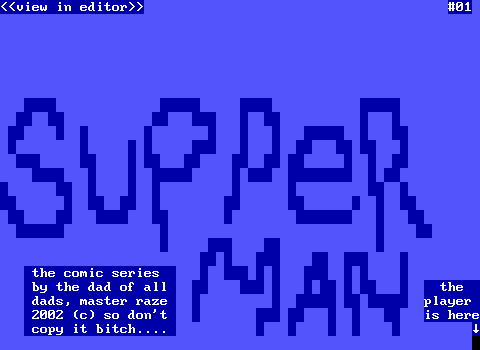 <<view in editor>>
#01
SuPPeR
MAN
the comic series
by the dad of all
dads, master raze
2002 (c) so don't
copy it bitch....
the
player
is here
↓